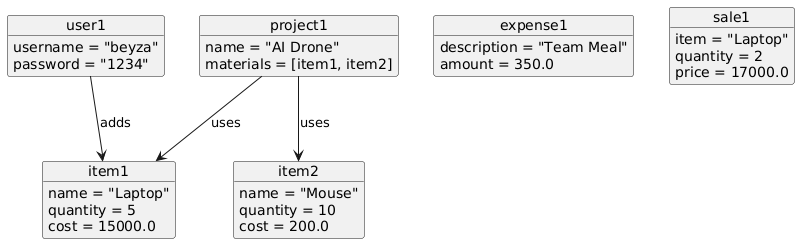 user1
username = "beyza"
password = "1234"
project1
name = "AI Drone"
materials = [item1, item2]
expense1
description = "Team Meal"
amount = 350.0
sale1
item = "Laptop"
quantity = 2
price = 17000.0
adds
uses
uses
item1
name = "Laptop"
quantity = 5
cost = 15000.0
item2
name = "Mouse"
quantity = 10
cost = 200.0